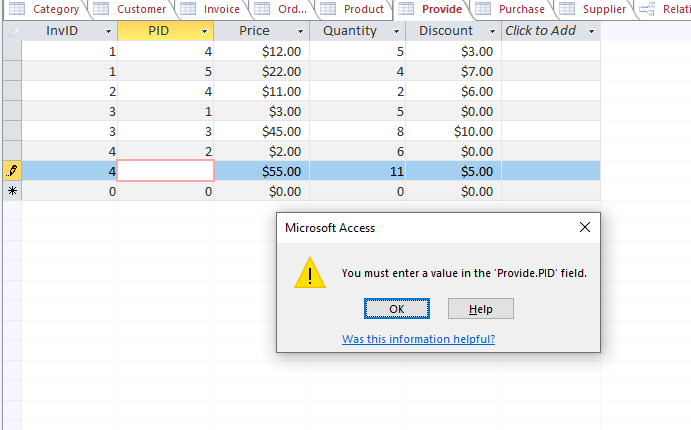 Category Customer Invoice Ord... Product Provide Purchase Supplier Relati
InvID PID Price Quantity Discount Click to Add
1 4 $12.00 5 $3.00
1 5 $22.00 4 $7.00
2 4 $11.00 2 $6.00
3 1 $3.00 5 $0.00
3 3 $45.00 8 $10.00
4 2 $2.00 6 $0.00
4 $55.00 11 $5.00
0 0 $0.00 0 $0.00
Microsoft Access
You must enter a value in the 'Provide.PID' field.
OK Help
Was this information helpful?